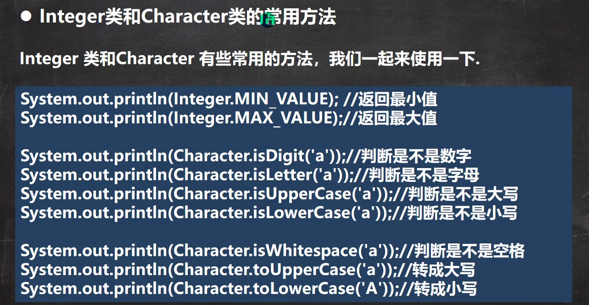 ● Integer类和Character类的常用方法
Integer 类和Character 有些常用的方法，我们一起来使用一下.
System.out.println(Integer.MIN_VALUE); //返回最小值
System.out.println(Integer.MAX_VALUE);//返回最大值
System.out.println(Character.isDigit('a'));//判断是不是数字
System.out.println(Character.isLetter('a'));//判断是不是字母
System.out.println(Character.isUpperCase('a'));//判断是不是大写
System.out.println(Character.isLowerCase('a'));//判断是不是小写
System.out.println(Character.isWhitespace('a'));//判断是不是空格
System.out.println(Character.toUpperCase('a'));//转成大写
System.out.println(Character.toLowerCase('A'));//转成小写